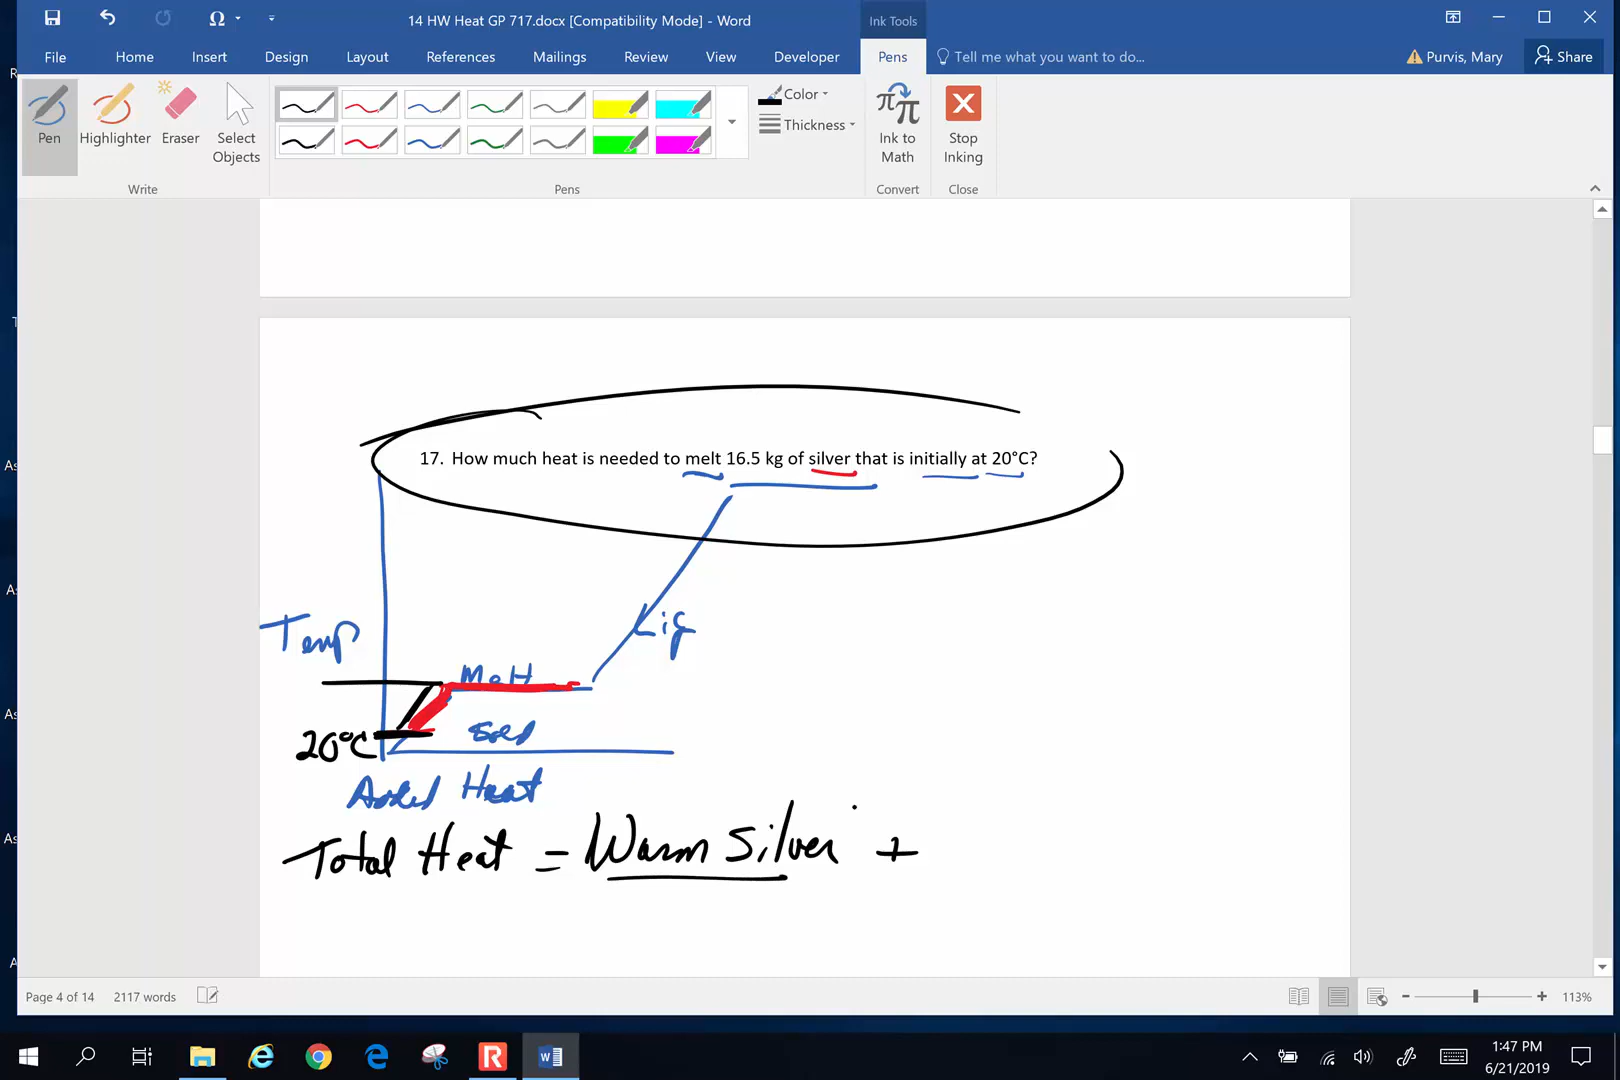 14 HW Heat GP 717.docx [Compatibility Mode] - Word
Ink Tools
File Home Insert Design Layout References Mailings Review View Developer Pens Tell me what you want to do... Purvis, Mary Share
Color
Thickness
Pen Highlighter Eraser Select Objects
Ink to Math
Stop Inking
Write Pens Convert Close
17. How much heat is needed to melt 16.5 kg of silver that is initially at 20°C?
Liq
Temp
Melt
20°C
Added Heat
Total Heat = Warm Silver +
Page 4 of 14 2117 words 113%
1:47 PM
6/21/2019